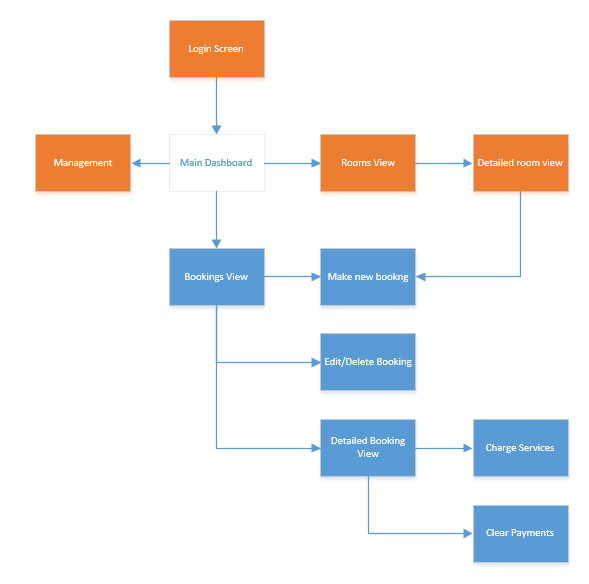 Login Screen
Management
Main Dashboard
Rooms View
Detailed room view
Bookings View
Make new bookng
Edit/Delete Booking
Detailed Booking
View
Charge Services
Clear Payments